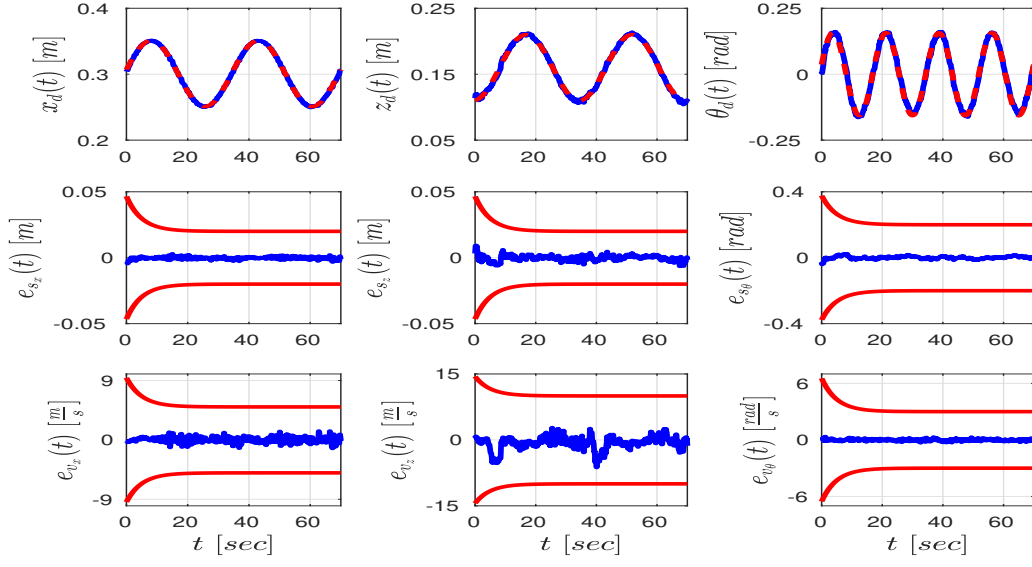 x_d(t) [m]
0.4
0.3
0.2
0 20 40 60
z_d(t) [m]
0.25
0.15
0.05
0 20 40 60
θ_d(t) [rad]
0.25
0
-0.25
0 20 40 60
e_{s_x}(t) [m]
0.05
0
-0.05
0 20 40 60
e_{s_z}(t) [m]
0.05
0
-0.05
0 20 40 60
e_{s_θ}(t) [rad]
0.4
0
-0.4
0 20 40 60
e_{v_x}(t) [m/s]
9
0
-9
0 20 40 60
t [sec]
e_{v_z}(t) [m/s]
15
0
-15
0 20 40 60
t [sec]
e_{v_θ}(t) [rad/s]
6
0
-6
0 20 40 60
t [sec]